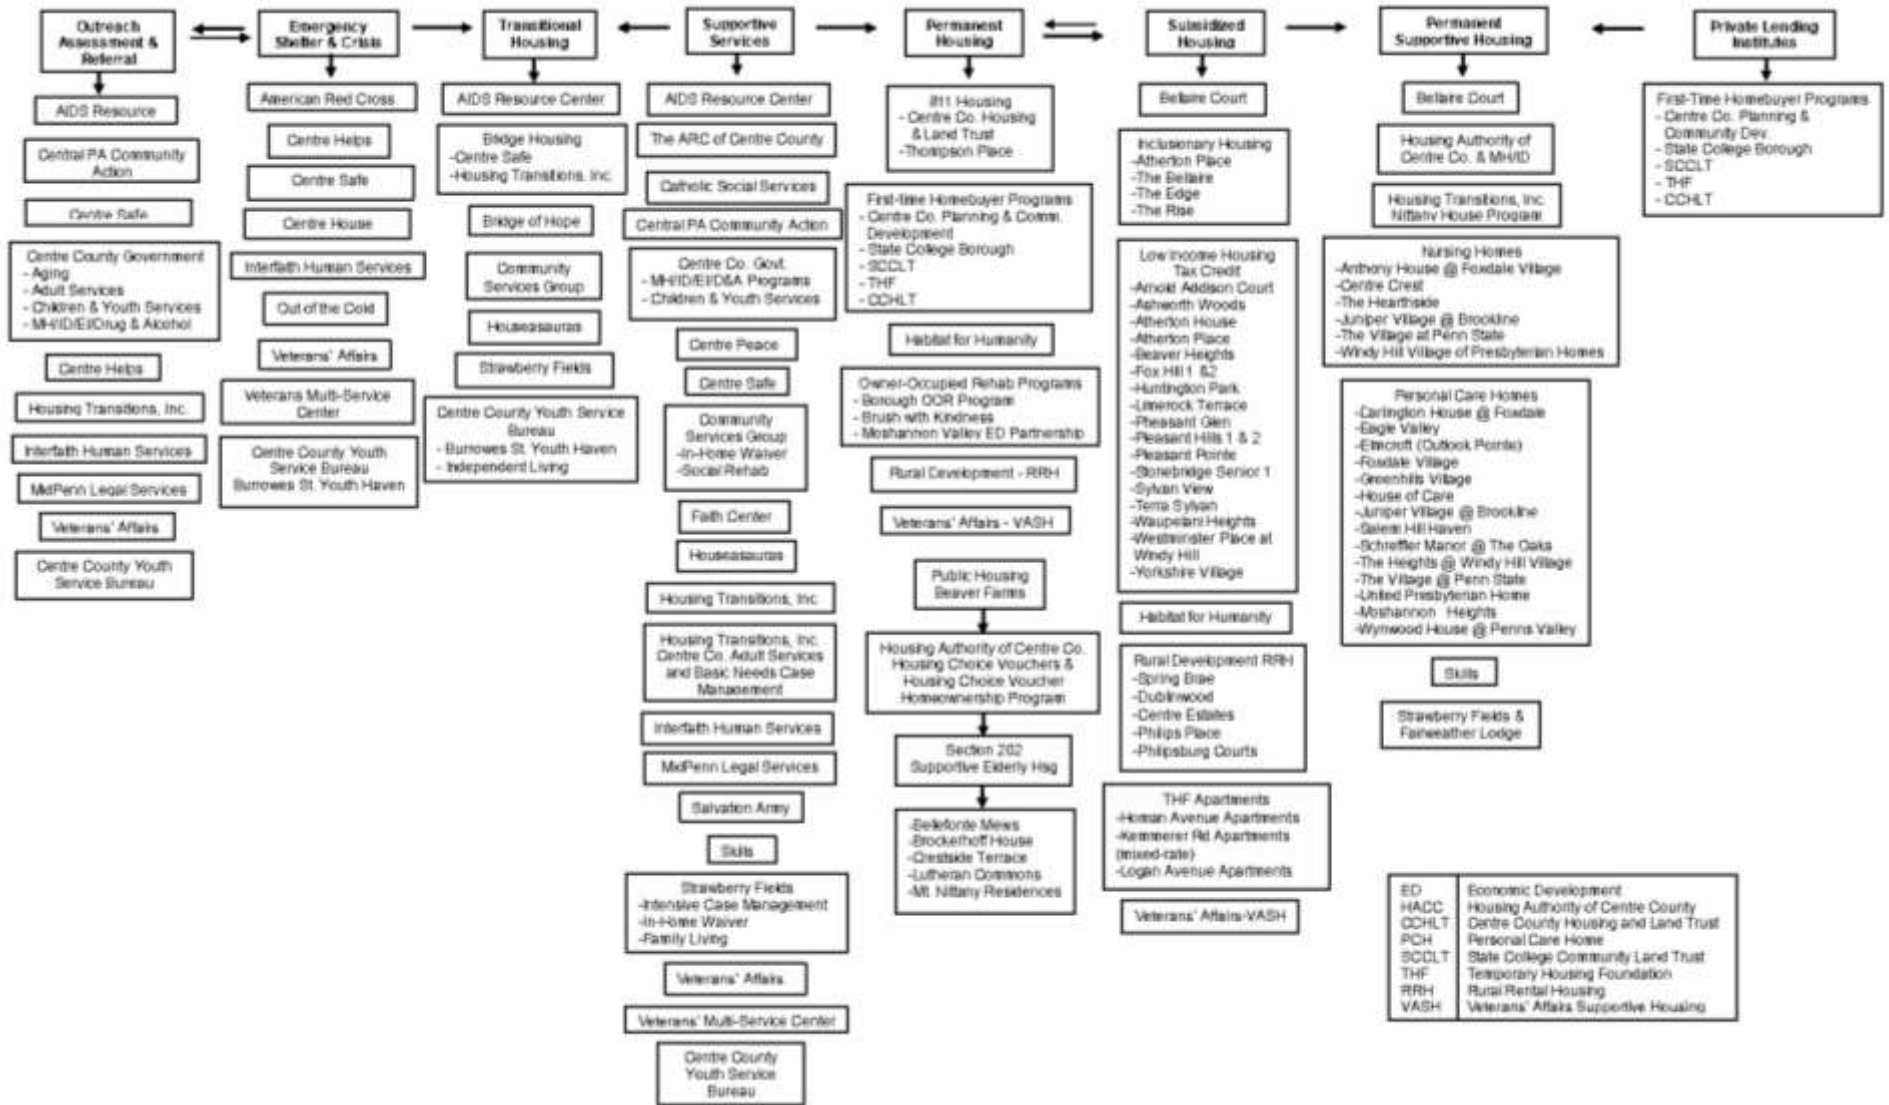 Outreach
Assessment &
Referral
AIDS Resource
Central PA Community
Action
Centre Safe
Centre County Government
- Aging
- Adult Services
- Children & Youth Services
- MH/ID/EI/Drug & Alcohol
Centre Helps
Housing Transitions, Inc.
Interfaith Human Services
MidPenn Legal Services
Veterans' Affairs
Centre County Youth
Service Bureau
Emergency
Shelter & Crisis
American Red Cross
Centre Helps
Centre Safe
Centre House
Interfaith Human Services
Out of the Cold
Veterans' Affairs
Veterans Multi-Service
Center
Centre County Youth
Service Bureau
Burrowes St. Youth Haven
Transitional
Housing
AIDS Resource Center
Bridge Housing
-Centre Safe
-Housing Transitions. Inc.
Bridge of Hope
Community
Services Group
Houseasauras
Strawberry Fields
Centre County Youth Service
Bureau
- Burrowes St. Youth Haven
- Independent Living
Supportive
Services
AIDS Resource Center
The ARC of Centre County
Catholic Social Services
Central PA Community Action
Centre Co. Govt.
- MH/ID/EI/D&A Programs
- Children & Youth Services
Centre Peace
Centre Safe
Community
Services Group
-In-Home Waiver
-Social Rehab
Faith Center
Houseasauras
Housing Transitions, Inc
Housing Transitions, Inc.
Centre Co. Adult Services
and Basic Needs Case
Management
Interfaith Human Services
MidPenn Legal Services
Salvation Army
Skills
Strawberry Fields
-Intensive Case Management
-In-Home Waiver
-Family Living
Veterans' Affairs
Veterans' Multi-Service Center
Centre County
Youth Service
Bureau
Permanent
Housing
811 Housing
- Centre Co. Housing
& Land Trust
-Thompson Place
First-time Homebuyer Programs
- Centre Co. Planning & Comm.
Development
- State College Borough
- SCCLT
- THF
- CCHLT
Habitat for Humanity
Owner-Occupied Rehab Programs
- Borough OOR Program
- Brush with Kindness
- Moshannon Valley ED Partnership
Rural Development - RRH
Veterans' Affairs - VASH
Public Housing
Beaver Farms
Housing Authority of Centre Co.
Housing Choice Vouchers &
Housing Choice Voucher
Homeownership Program
Section 202
Supportive Elderly Hsg
-Bellefonte Mews
-Brockerhoff House
-Crestside Terrace
-Lutheran Commons
-Mt. Nittany Residences
Subsidized
Housing
Bellaire Court
Inclusionary Housing
-Atherton Place
-The Bellaire
-The Edge
-The Rise
Low Income Housing
Tax Credit
-Arnold Addison Court
-Ashworth Woods
-Atherton House
-Atherton Place
-Beaver Heights
-Fox Hill 1 &2
-Huntington Park
-Limerock Terrace
-Pheasant Glen
-Pleasant Hills 1 & 2
-Pleasant Pointe
-Stonebridge Senior 1
-Sylvan View
-Terra Sylvan
-Waupelani Heights
-Westminster Place at
Windy Hill
-Yorkshire Village
Habitat for Humanity
Rural Development RRH
-Spring Brae
-Dublinwood
-Centre Estates
-Philips Place
-Philipsburg Courts
THF Apartments
-Homan Avenue Apartments
-Kemmerer Rd Apartments
(mixed-rate)
-Logan Avenue Apartments
Veterans' Affairs-VASH
Permanent
Supportive Housing
Bellaire Court
Housing Authority of
Centre Co. & MH/ID
Housing Transitions, Inc.
Nittany House Program
Nursing Homes
-Anthony House @ Foxdale Village
-Centre Crest
-The Hearthside
-Juniper Village @ Brookline
-The Village at Penn State
-Windy Hill Village of Presbyterian Homes
Personal Care Homes
-Darlington House @ Foxdale
-Eagle Valley
-Elmcroft (Outlook Pointe)
-Foxdale Village
-Greenhills Village
-House of Care
-Juniper Village @ Brookline
-Salem Hill Haven
-Schreffler Manor @ The Oaks
-The Heights @ Windy Hill Village
-The Village @ Penn State
-United Presbyterian Home
-Moshannon Heights
-Wynwood House @ Penns Valley
Skills
Strawberry Fields &
Fairweather Lodge
Private Lending
Institutes
First-Time Homebuyer Programs
- Centre Co. Planning &
Community Dev.
- State College Borough
- SCCLT
- THF
- CCHLT
ED Economic Development
HACC Housing Authority of Centre County
CCHLT Centre County Housing and Land Trust
PCH Personal Care Home
SCCLT State College Community Land Trust
THF Temporary Housing Foundation
RRH Rural Rental Housing
VASH Veterans' Affairs Supportive Housing